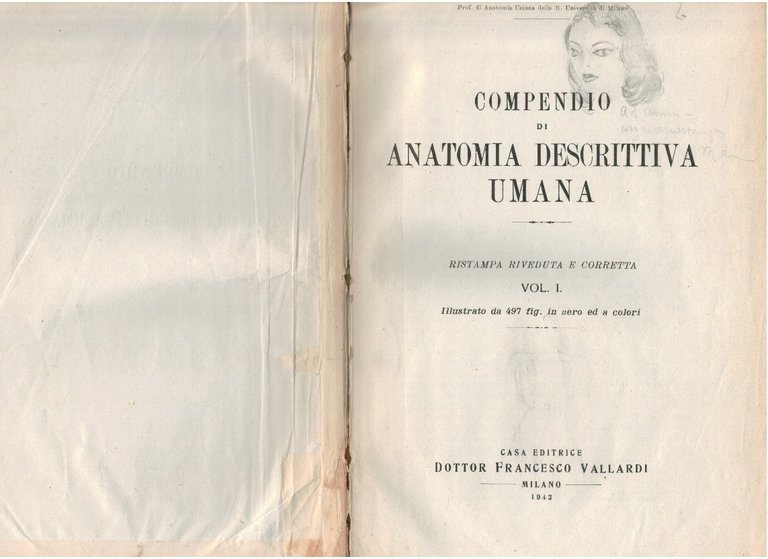 Prof. di Anatomia Umana della R. Università di Milano
COMPENDIO
DI
ANATOMIA DESCRITTIVA
UMANA
RISTAMPA RIVEDUTA E CORRETTA
VOL. I.
Illustrato da 497 fig. in nero ed a colori
CASA EDITRICE
DOTTOR FRANCESCO VALLARDI
MILANO
1943